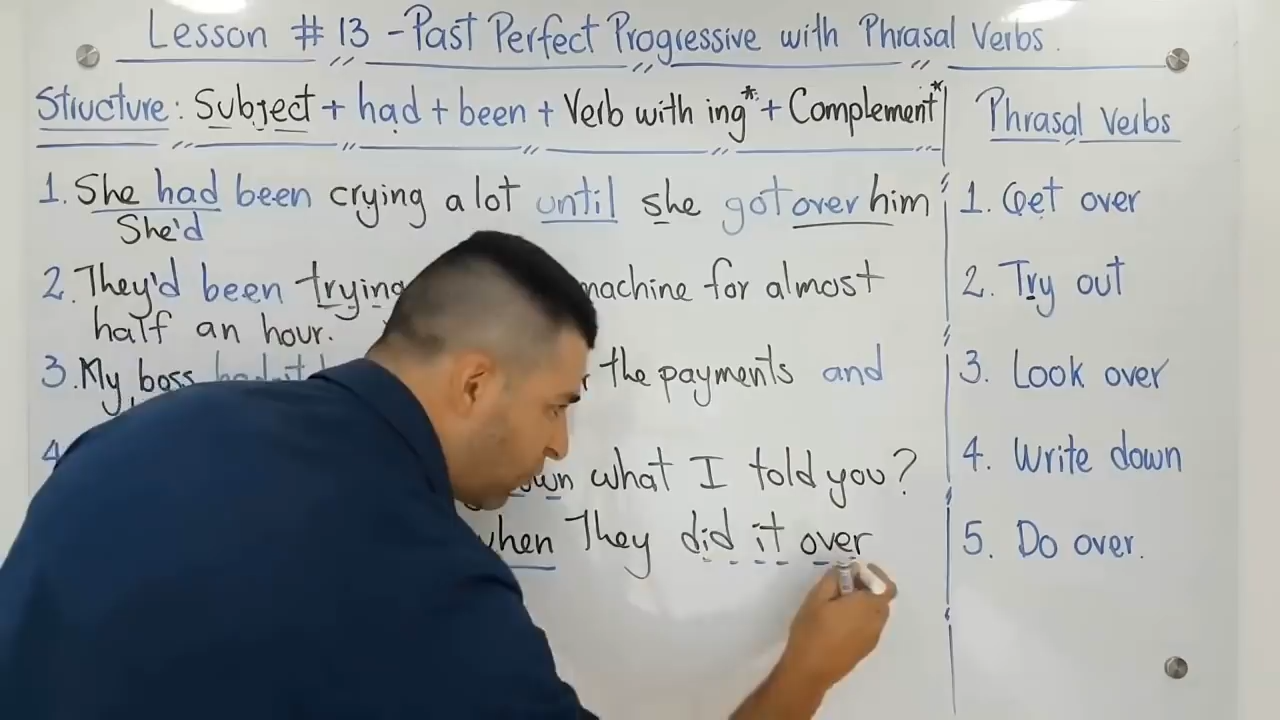 Lesson # 13 - Past Perfect Progressive with Phrasal Verbs.
Structure: Subject + had + been + Verb with ing* + Complement*
Phrasal Verbs
1. She had been crying a lot until she got over him
She'd
1. Get over
2. They'd been trying machine for almost
half an hour.
2. Try out
3. My boss the payments and
3. Look over
4. what I told you?
4. Write down
when They did it over
5. Do over.